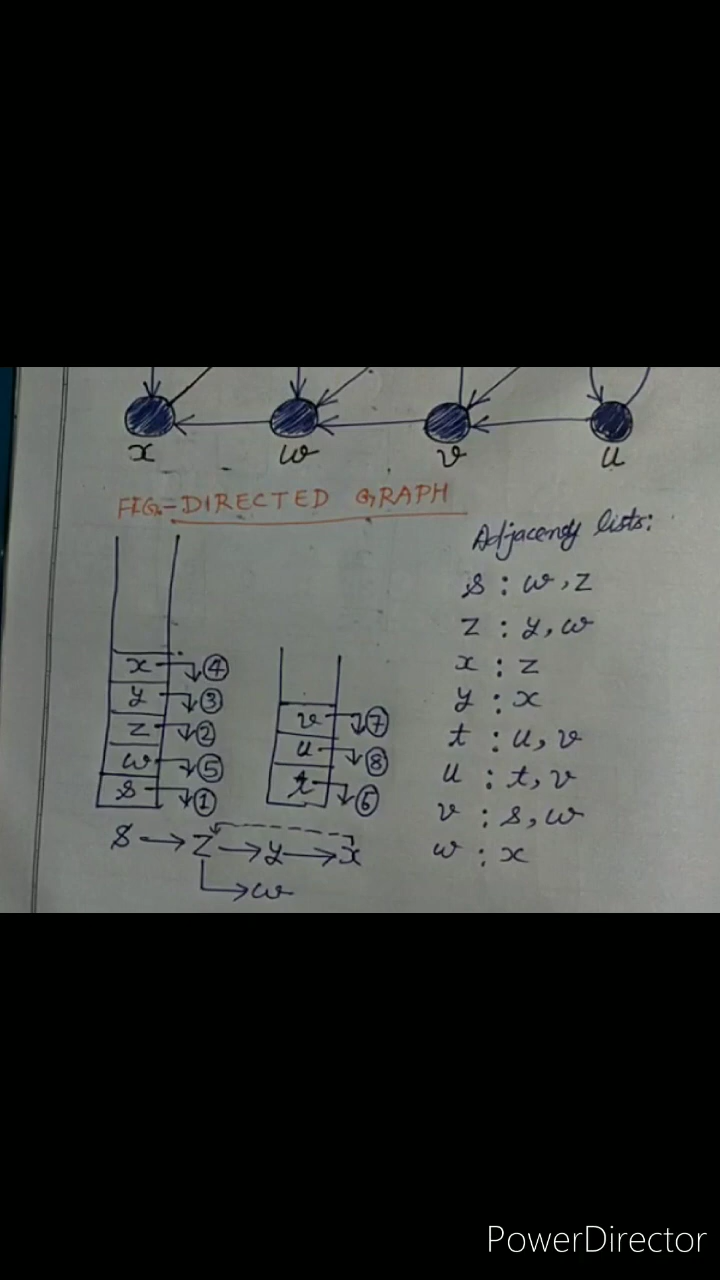 x w v u
FIG.-DIRECTED GRAPH
Adjacency lists:
s : w, z
z : y, w
x : z
y : x
t : u, v
u : t, v
v : s, w
w : x
x 4
y 3
z 2
w 5
s 1
v 7
u 8
t 6
s → z → y → x
→ w
PowerDirector